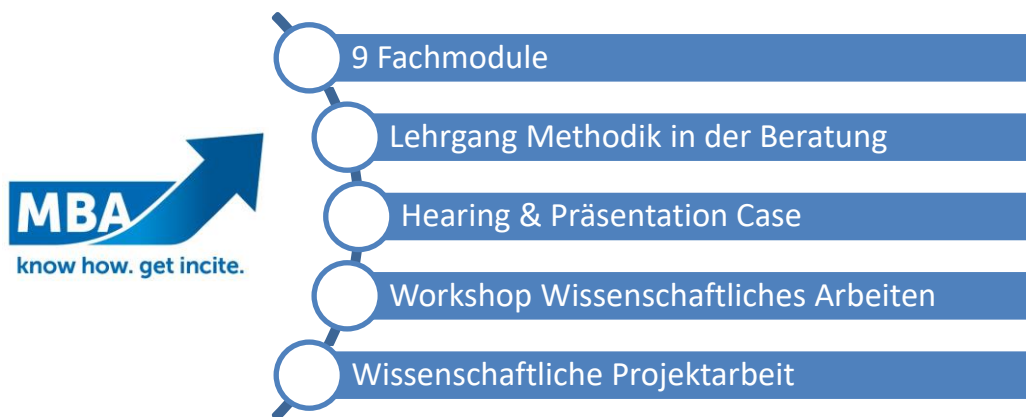 9 Fachmodule
Lehrgang Methodik in der Beratung
MBA
know how. get incite.
Hearing & Präsentation Case
Workshop Wissenschaftliches Arbeiten
Wissenschaftliche Projektarbeit